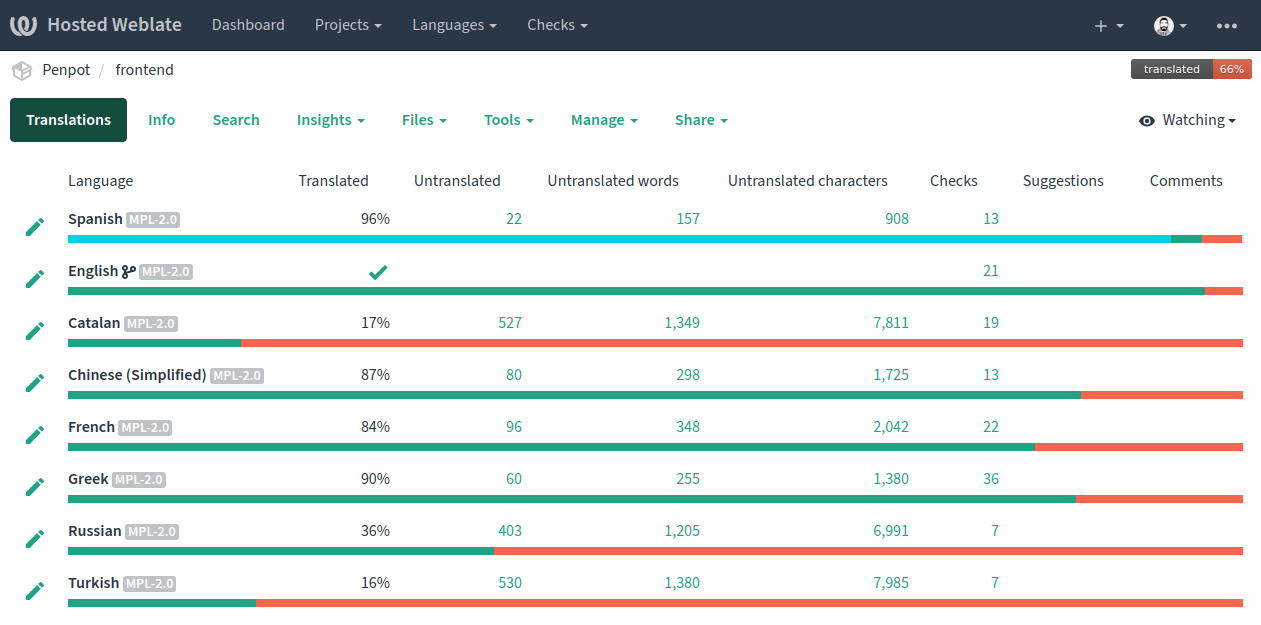 Hosted Weblate Dashboard Projects Languages Checks +
Penpot / frontend translated 66%
Translations Info Search Insights Files Tools Manage Share Watching
Language Translated Untranslated Untranslated words Untranslated characters Checks Suggestions Comments
Spanish MPL-2.0 96% 22 157 908 13
English MPL-2.0 21
Catalan MPL-2.0 17% 527 1,349 7,811 19
Chinese (Simplified) MPL-2.0 87% 80 298 1,725 13
French MPL-2.0 84% 96 348 2,042 22
Greek MPL-2.0 90% 60 255 1,380 36
Russian MPL-2.0 36% 403 1,205 6,991 7
Turkish MPL-2.0 16% 530 1,380 7,985 7